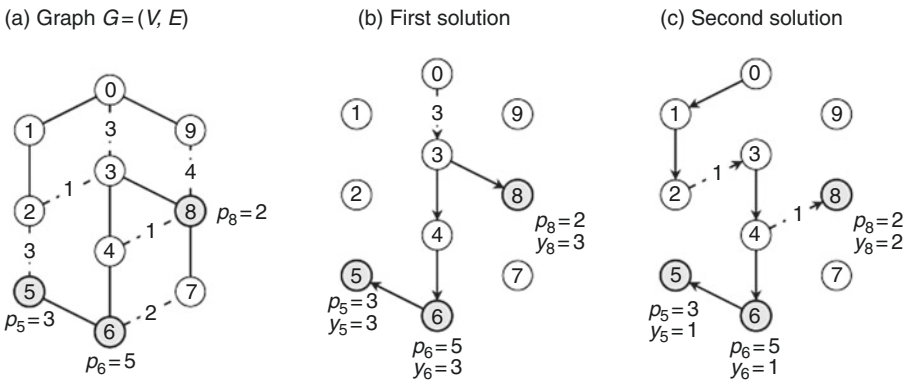 (a) Graph G=(V, E)
0
1
9
3
3
4
1
2
8
p8=2
1
3
4
5
7
p5=3
2
6
p6=5
(b) First solution
0
1
9
3
3
2
8
p8=2
y8=3
4
5
7
p5=3
y5=3
6
p6=5
y6=3
(c) Second solution
0
1
9
3
1
2
8
p8=2
y8=2
1
4
5
7
p5=3
y5=1
6
p6=5
y6=1